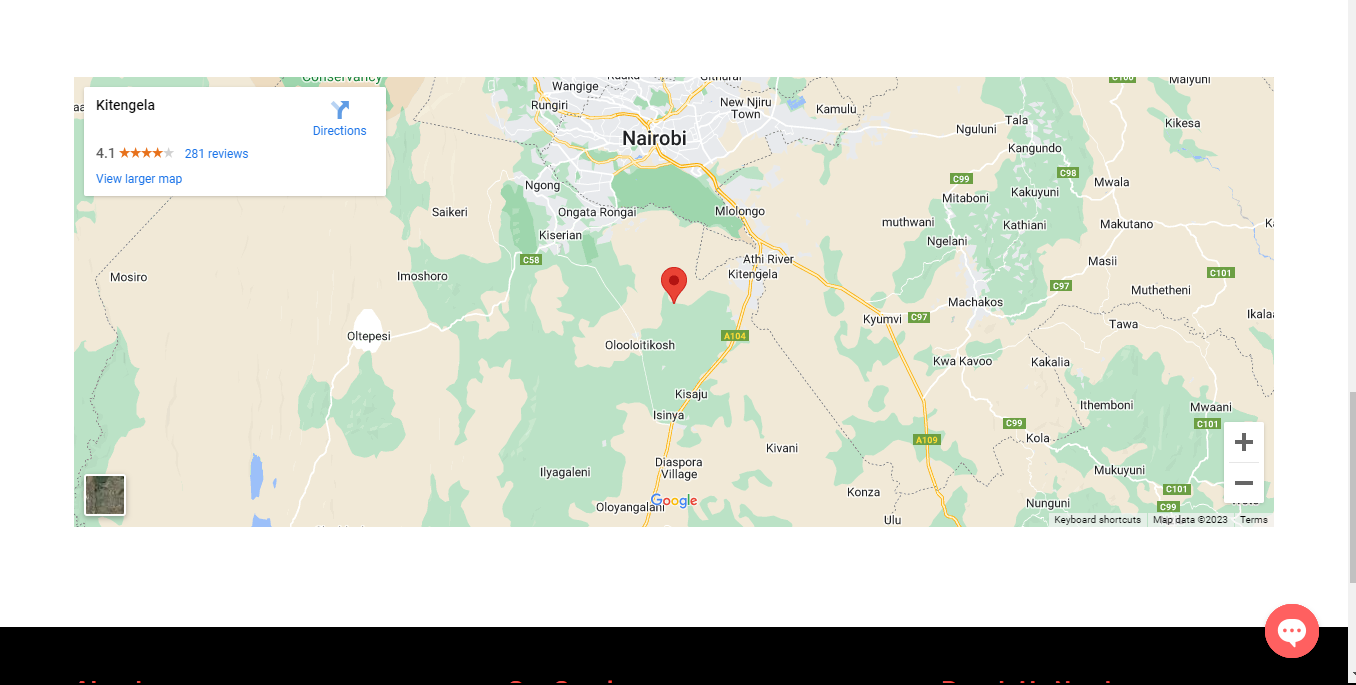 Conservancy
Wangige
Githurai
C100
Maiyuni
Kitengela
Rungiri
New Njiru
Town
Kamulu
Directions
Tala
Kikesa
Nguluni
Nairobi
Kangundo
4.1
281 reviews
View larger map
C99
C98
Ngong
Mwala
Kakuyuni
Mitaboni
Saikeri
Ongata Rongai
Mlolongo
muthwani
Kathiani
Makutano
Kiserian
Ngelani
C58
Athi River
Masii
Mosiro
Imoshoro
Kitengela
C101
C97
Muthetheni
Machakos
Kyumvi
C97
Tawa
Ikalaa
Oltepesi
A104
Olooloitikosh
Kwa Kavoo
Kakalia
Kisaju
Isinya
Ithemboni
Mwaani
C99
C101
A109
Kola
Kivani
Diaspora
Village
Ilyagaleni
Mukuyuni
Konza
C101
Google
Oloyangalani
Nunguni
C99
Ulu
Keyboard shortcuts
Map data ©2023
Terms